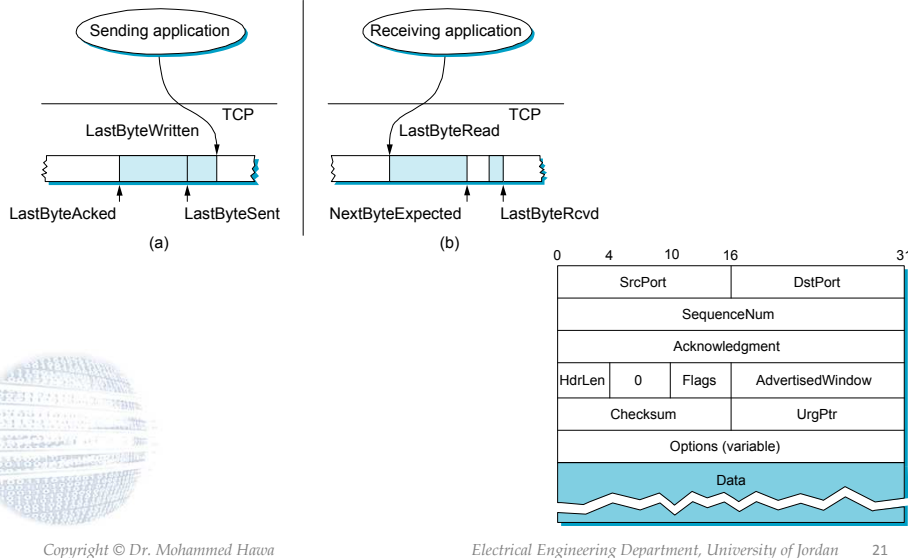 Sending application
TCP
LastByteWritten
LastByteAcked LastByteSent
(a)
Receiving application
TCP
LastByteRead
NextByteExpected LastByteRcvd
(b)
0 4 10 16 31
SrcPort DstPort
SequenceNum
Acknowledgment
HdrLen 0 Flags AdvertisedWindow
Checksum UrgPtr
Options (variable)
Data
Copyright © Dr. Mohammed Hawa Electrical Engineering Department, University of Jordan 21